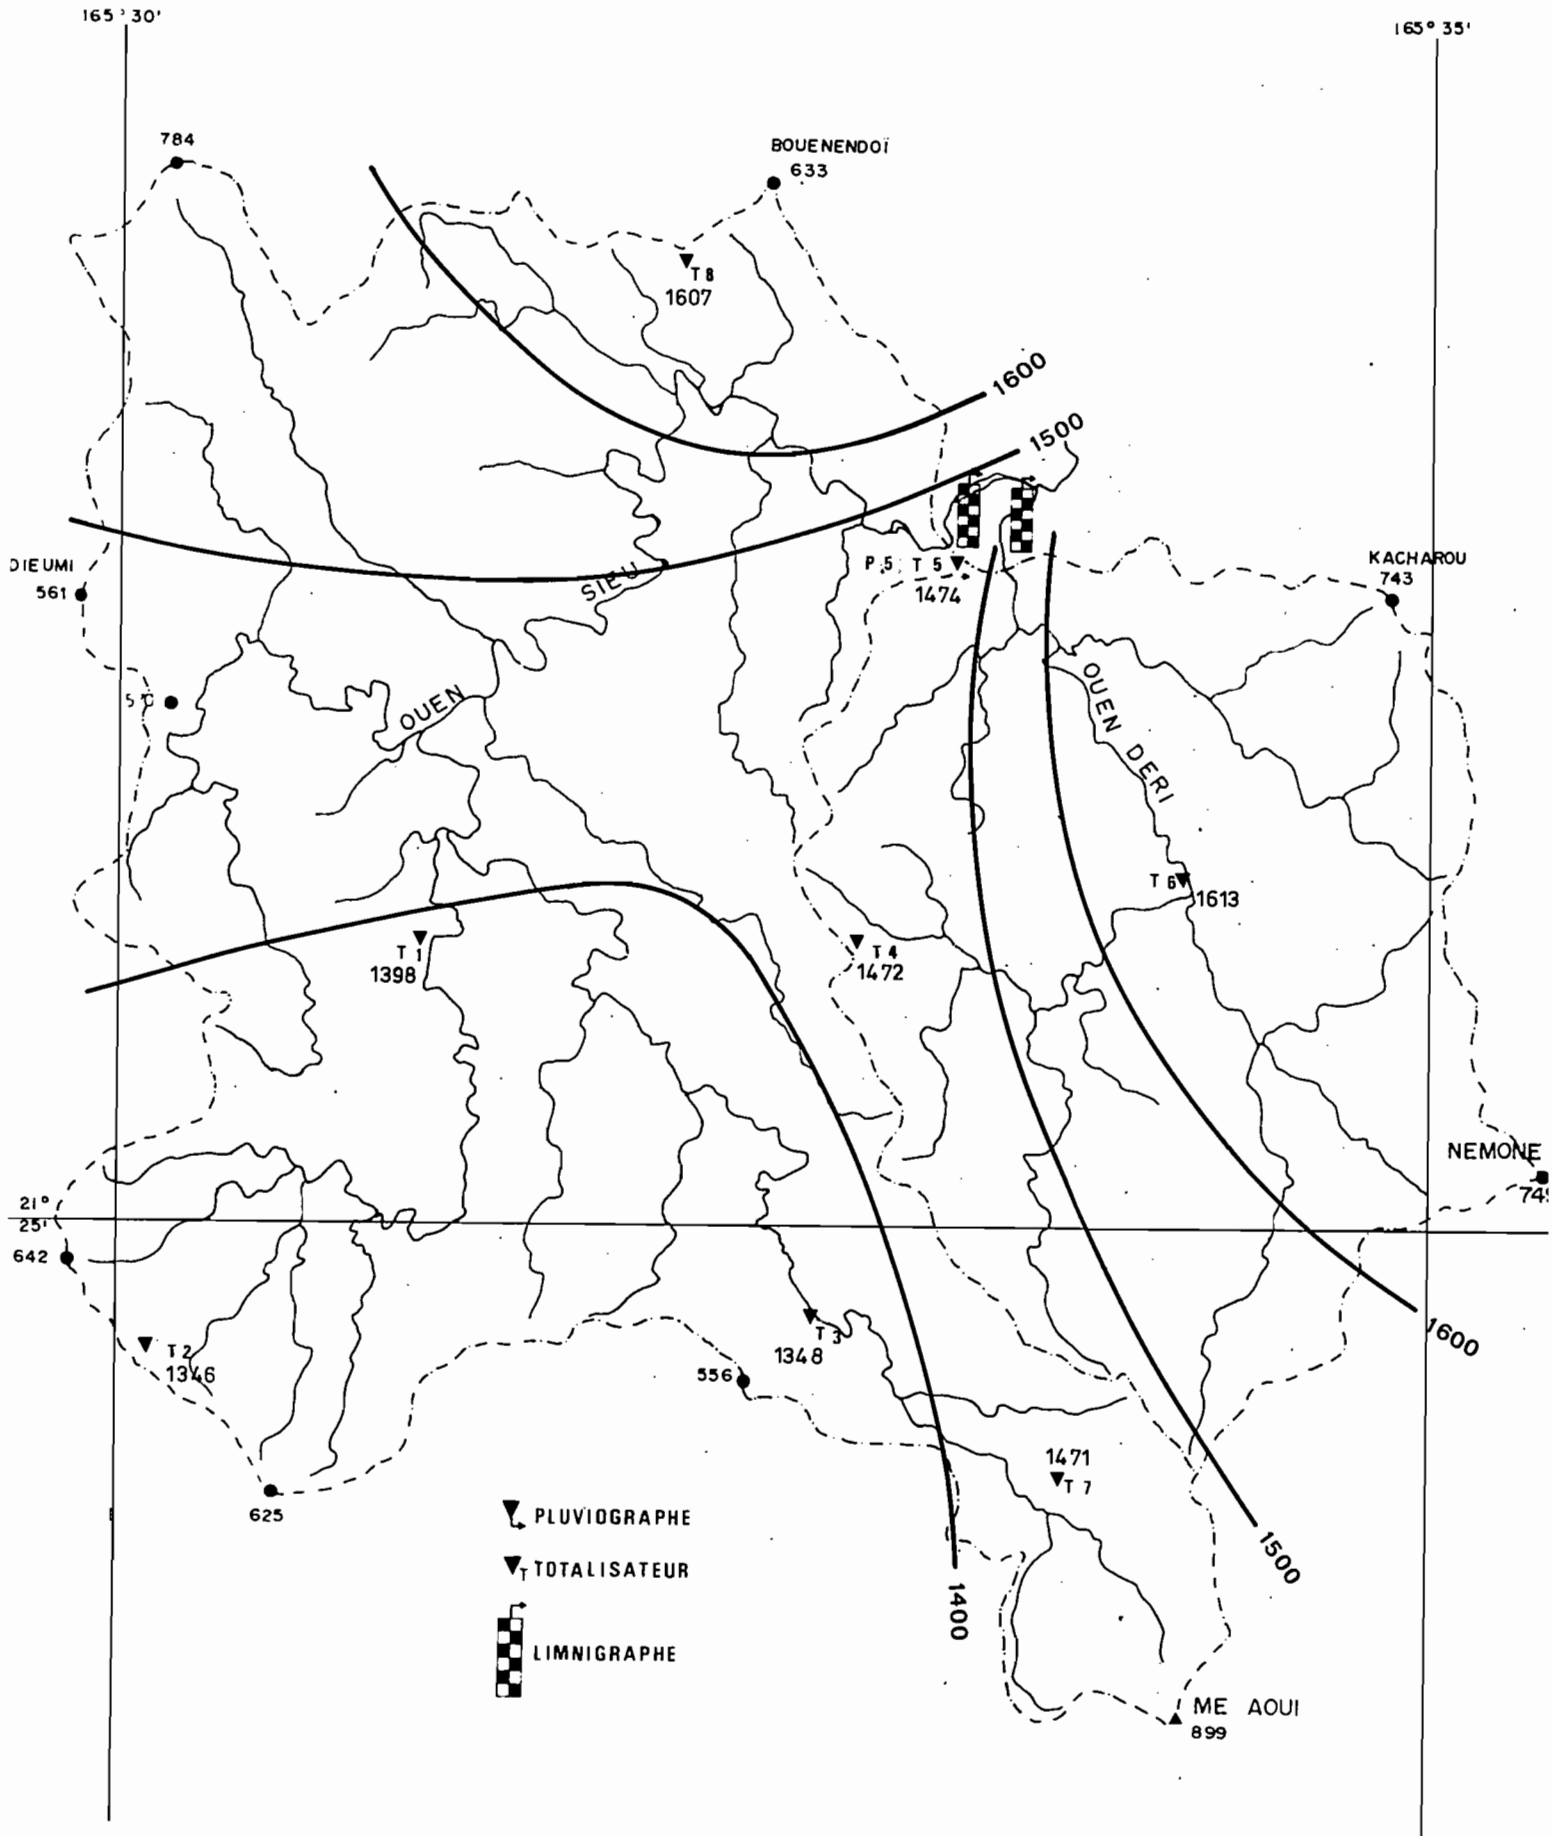 165° 30'
165° 35'
784
BOUENENDOÏ
633
T 8
1607
1600
1500
DIEUMI
561
SIEU
P 5 T 5
1474
KACHAROU
743
OUEN
OUEN DERI
T 6
1613
T 1
1398
T 4
1472
NEMONE
21°
25'
642
T 2
1346
T 3
1348
556
1600
1471
T 7
625
PLUVIOGRAPHE
T TOTALISATEUR
LIMNIGRAPHE
1500
1400
ME AOUI
899